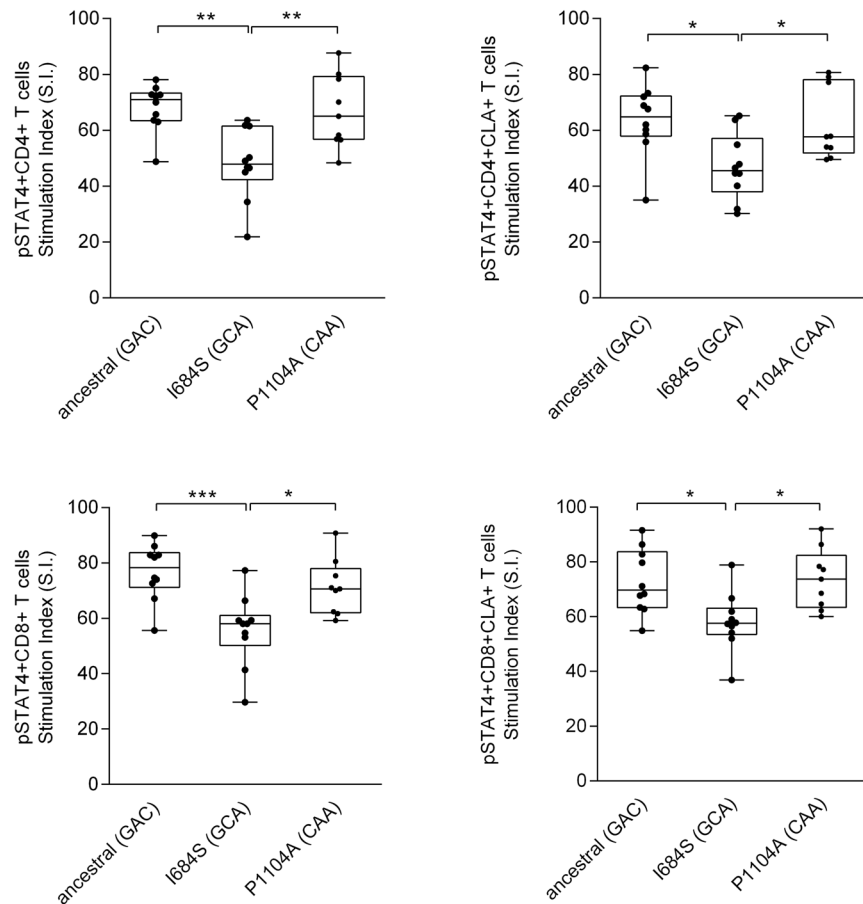 pSTAT4+CD4+ T cells
Stimulation Index (S.I.)
100
80
60
40
20
0
** **
ancestral (GAC)
I684S (GCA)
P1104A (CAA)
pSTAT4+CD4+CLA+ T cells
Stimulation Index (S.I.)
100
80
60
40
20
0
* *
ancestral (GAC)
I684S (GCA)
P1104A (CAA)
pSTAT4+CD8+ T cells
Stimulation Index (S.I.)
100
80
60
40
20
0
*** *
ancestral (GAC)
I684S (GCA)
P1104A (CAA)
pSTAT4+CD8+CLA+ T cells
Stimulation Index (S.I.)
100
80
60
40
20
0
* *
ancestral (GAC)
I684S (GCA)
P1104A (CAA)